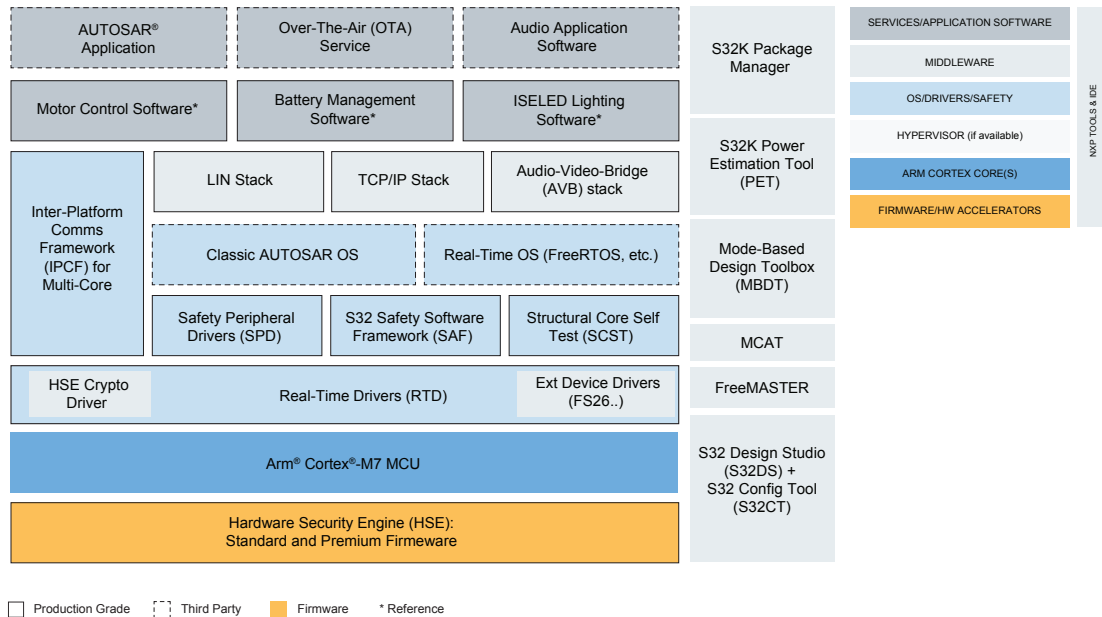 AUTOSAR®
Application
Over-The-Air (OTA)
Service
Audio Application
Software
Motor Control Software*
Battery Management
Software*
ISELED Lighting
Software*
Inter-Platform
Comms
Framework
(IPCF) for
Multi-Core
LIN Stack
TCP/IP Stack
Audio-Video-Bridge
(AVB) stack
Classic AUTOSAR OS
Real-Time OS (FreeRTOS, etc.)
Safety Peripheral
Drivers (SPD)
S32 Safety Software
Framework (SAF)
Structural Core Self
Test (SCST)
HSE Crypto
Driver
Real-Time Drivers (RTD)
Ext Device Drivers
(FS26..)
Arm® Cortex®-M7 MCU
Hardware Security Engine (HSE):
Standard and Premium Firmeware
S32K Package
Manager
S32K Power
Estimation Tool
(PET)
Mode-Based
Design Toolbox
(MBDT)
MCAT
FreeMASTER
S32 Design Studio
(S32DS) +
S32 Config Tool
(S32CT)
SERVICES/APPLICATION SOFTWARE
MIDDLEWARE
OS/DRIVERS/SAFETY
HYPERVISOR (if available)
ARM CORTEX CORE(S)
FIRMWARE/HW ACCELERATORS
NXP TOOLS & IDE
Production Grade
Third Party
Firmware
* Reference